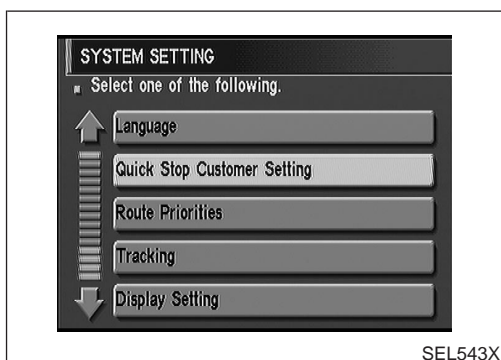 SYSTEM SETTING
Select one of the following.
Language
Quick Stop Customer Setting
Route Priorities
Tracking
Display Setting
SEL543X